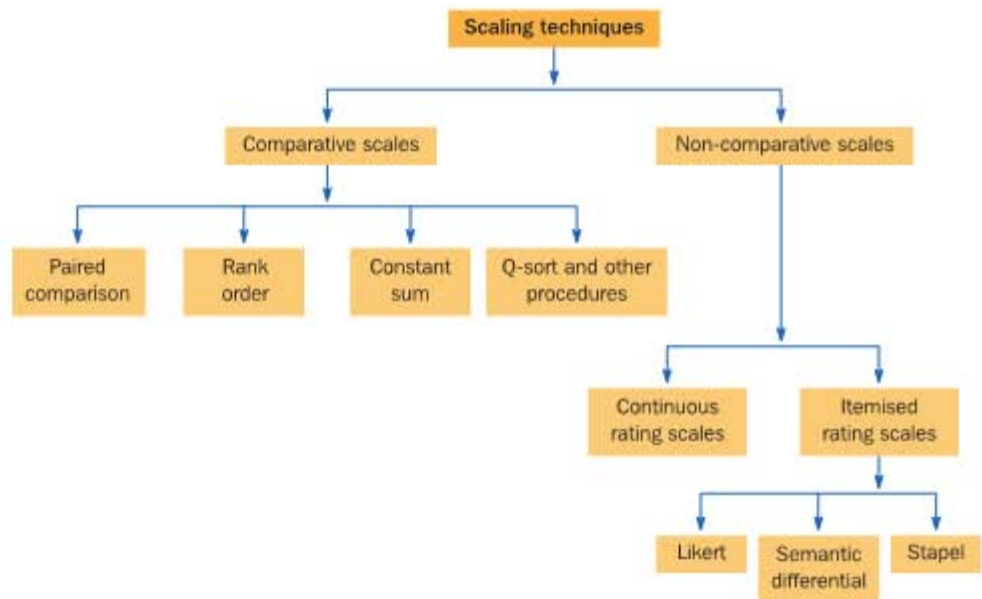 Scaling techniques
Comparative scales
Non-comparative scales
Paired
comparison
Rank
order
Constant
sum
Q-sort and other
procedures
Continuous
rating scales
Itemised
rating scales
Likert
Semantic
differential
Stapel